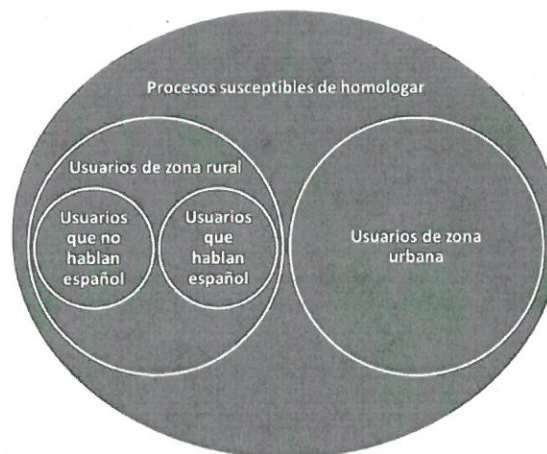 Procesos susceptibles de homologar
Usuarios de zona rural
Usuarios
que no
hablan
español
Usuarios
que
hablan
español
Usuarios de zona
urbana